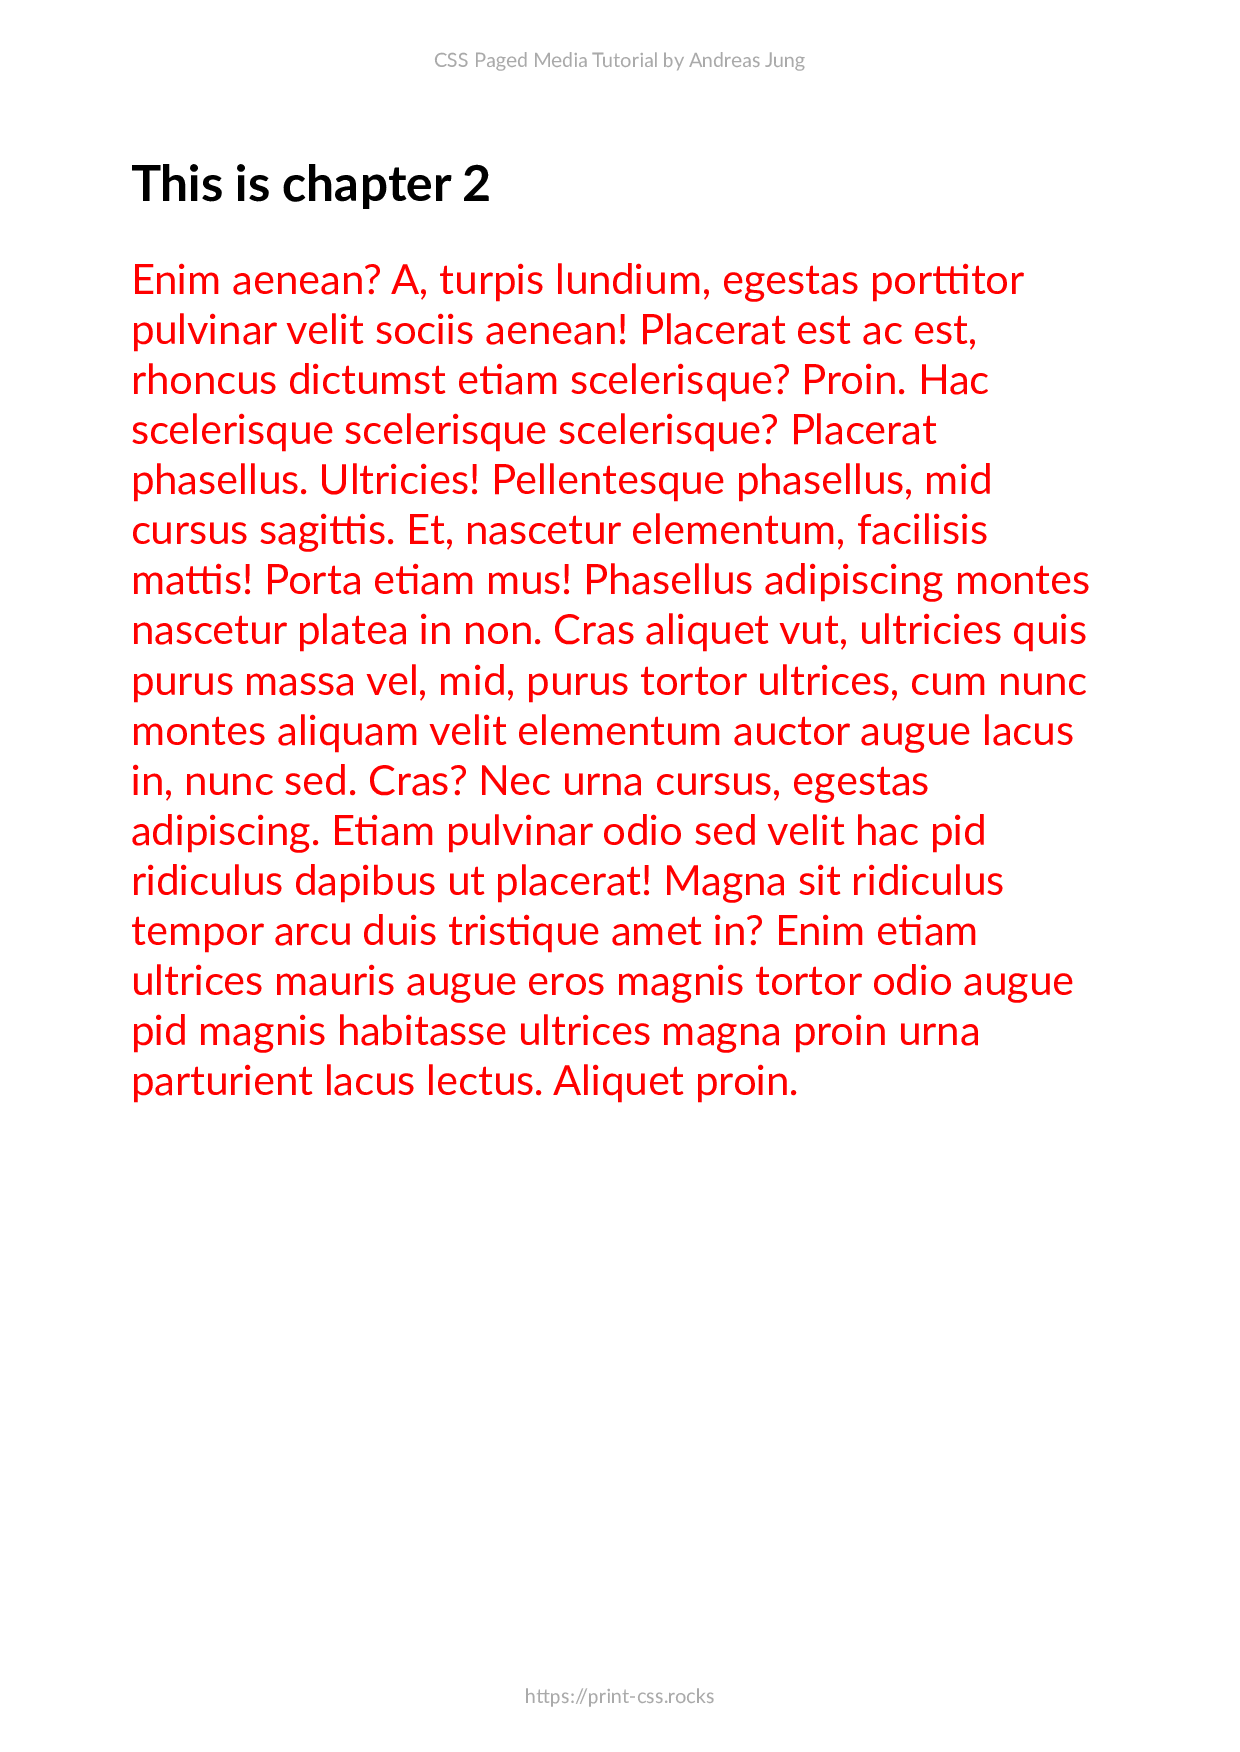 CSS Paged Media Tutorial by Andreas Jung
This is chapter 2
Enim aenean? A, turpis lundium, egestas porttitor
pulvinar velit sociis aenean! Placerat est ac est,
rhoncus dictumst etiam scelerisque? Proin. Hac
scelerisque scelerisque scelerisque? Placerat
phasellus. Ultricies! Pellentesque phasellus, mid
cursus sagittis. Et, nascetur elementum, facilisis
mattis! Porta etiam mus! Phasellus adipiscing montes
nascetur platea in non. Cras aliquet vut, ultricies quis
purus massa vel, mid, purus tortor ultrices, cum nunc
montes aliquam velit elementum auctor augue lacus
in, nunc sed. Cras? Nec urna cursus, egestas
adipiscing. Etiam pulvinar odio sed velit hac pid
ridiculus dapibus ut placerat! Magna sit ridiculus
tempor arcu duis tristique amet in? Enim etiam
ultrices mauris augue eros magnis tortor odio augue
pid magnis habitasse ultrices magna proin urna
parturient lacus lectus. Aliquet proin.
https://print-css.rocks